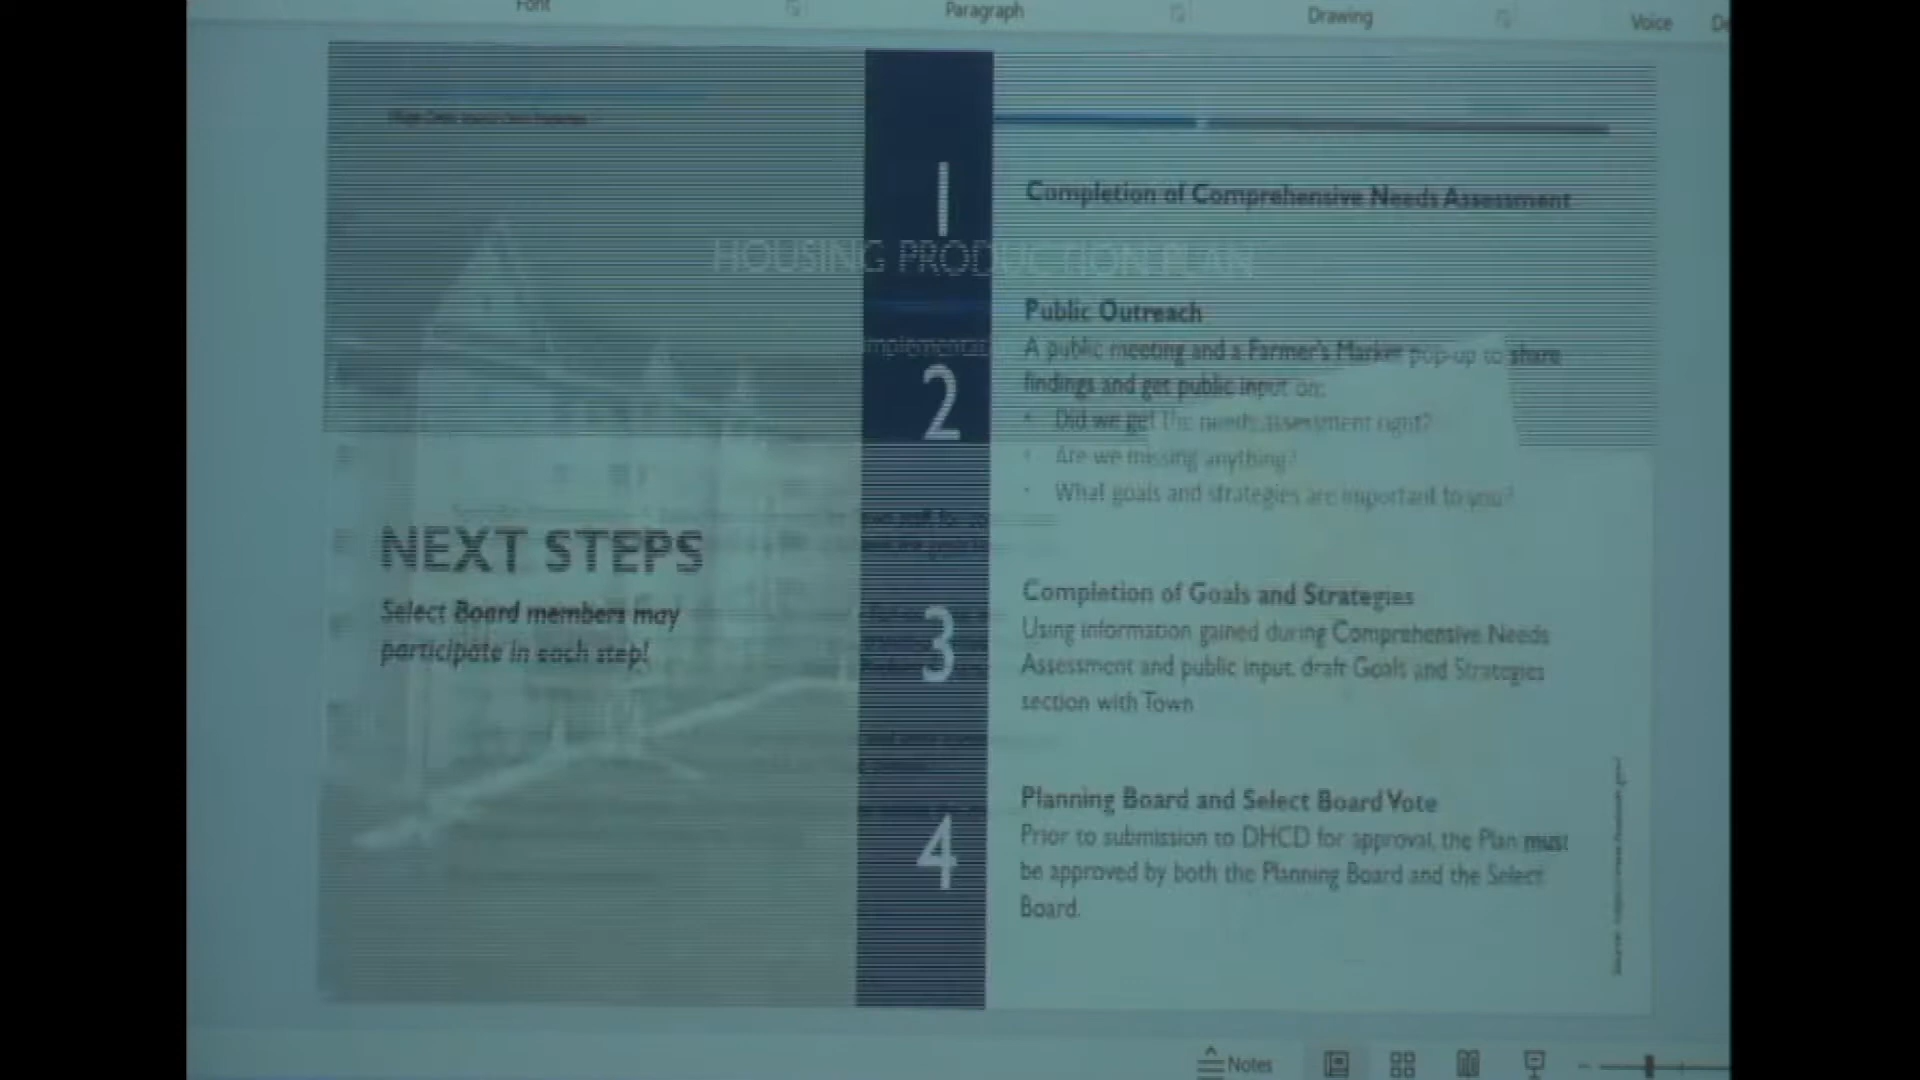 Font
Paragraph
Drawing
Voice
HOUSING PRODUCTION PLAN
1
Completion of Comprehensive Needs Assessment
2
Public Outreach
A public meeting and a Farmer's Market pop-up to share
findings and get public input on:
• Did we get the needs assessment right?
• Are we missing anything?
• What goals and strategies are important to you?
NEXT STEPS
Select Board members may
participate in each step!
3
Completion of Goals and Strategies
Using information gained during Comprehensive Needs
Assessment and public input, draft Goals and Strategies
section with Town
4
Planning Board and Select Board Vote
Prior to submission to DHCD for approval, the Plan must
be approved by both the Planning Board and the Select
Board.
Notes